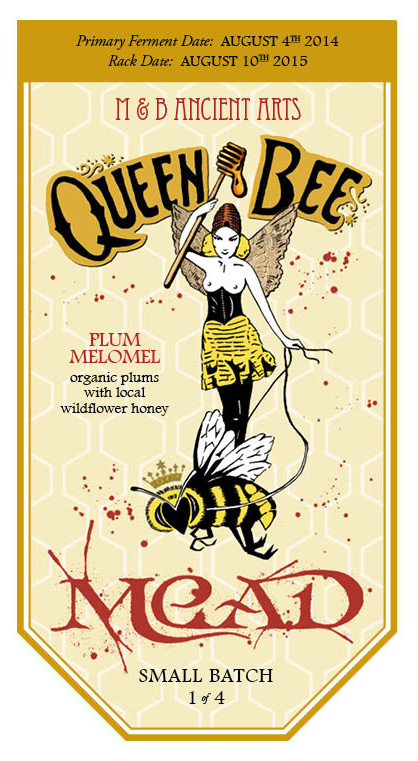 Primary Ferment Date: AUGUST 4TH 2014
Rack Date: AUGUST 10TH 2015
M & B ANCIENT ARTS
QUEEN BEE
PLUM
MELOMEL
organic plums
with local
wildflower honey
MEAD
SMALL BATCH
1 of 4